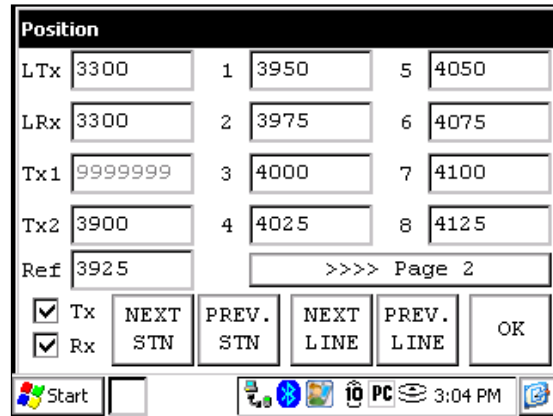 Position
LTx 3300 1 3950 5 4050
LRx 3300 2 3975 6 4075
Tx1 9999999 3 4000 7 4100
Tx2 3900 4 4025 8 4125
Ref 3925 >>>> Page 2
Tx
Rx
NEXT STN
PREV. STN
NEXT LINE
PREV. LINE
OK
Start PC 3:04 PM